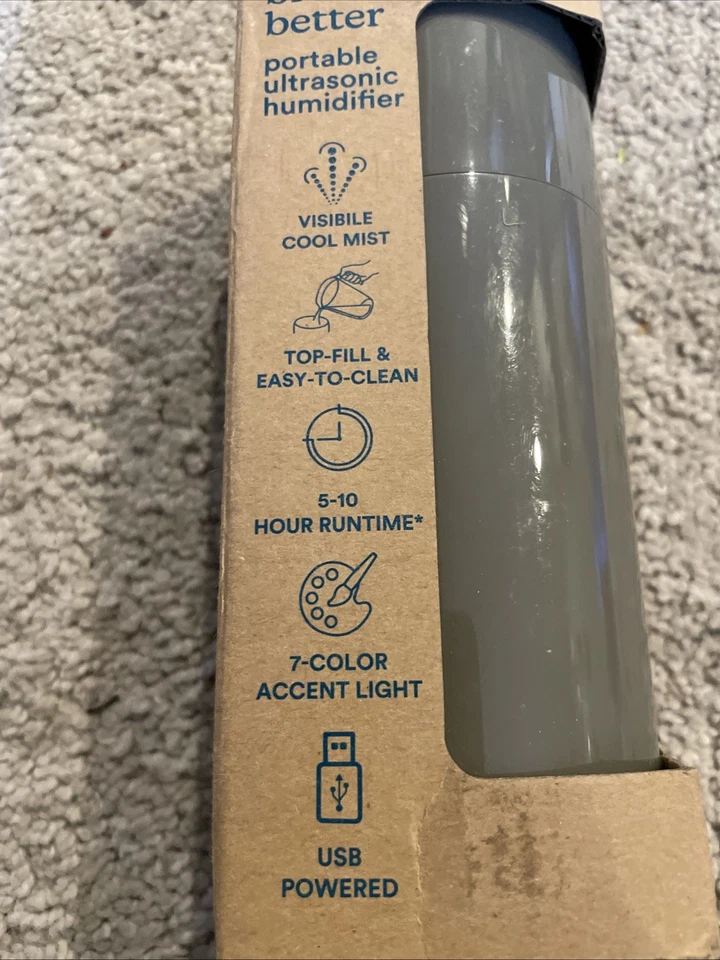 better
portable
ultrasonic
humidifier
VISIBILE
COOL MIST
TOP-FILL &
EASY-TO-CLEAN
5-10
HOUR RUNTIME*
7-COLOR
ACCENT LIGHT
USB
POWERED